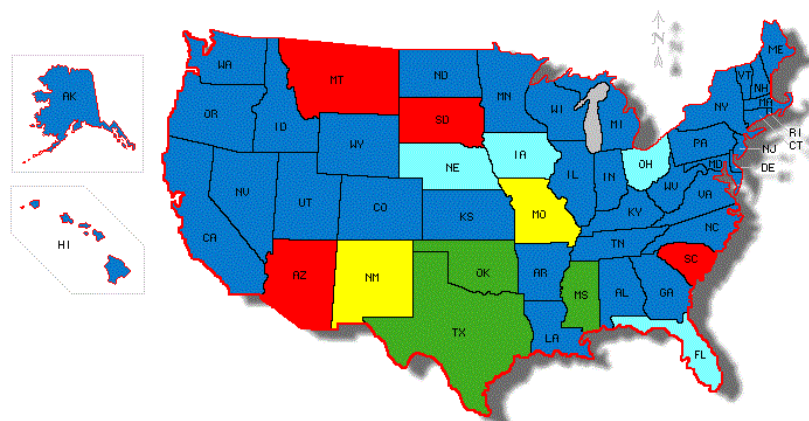 ME
WA
MT
ND
MN
VT
NH
AK
OR
ID
SD
WI
MI
NY
MA
RI
CT
WY
IA
PA
NJ
NE
OH
MD
DE
NV
UT
CO
IL
IN
WV
VA
KS
MO
KY
CA
NC
TN
HI
AZ
NM
OK
AR
SC
MS
AL
GA
TX
LA
FL
N